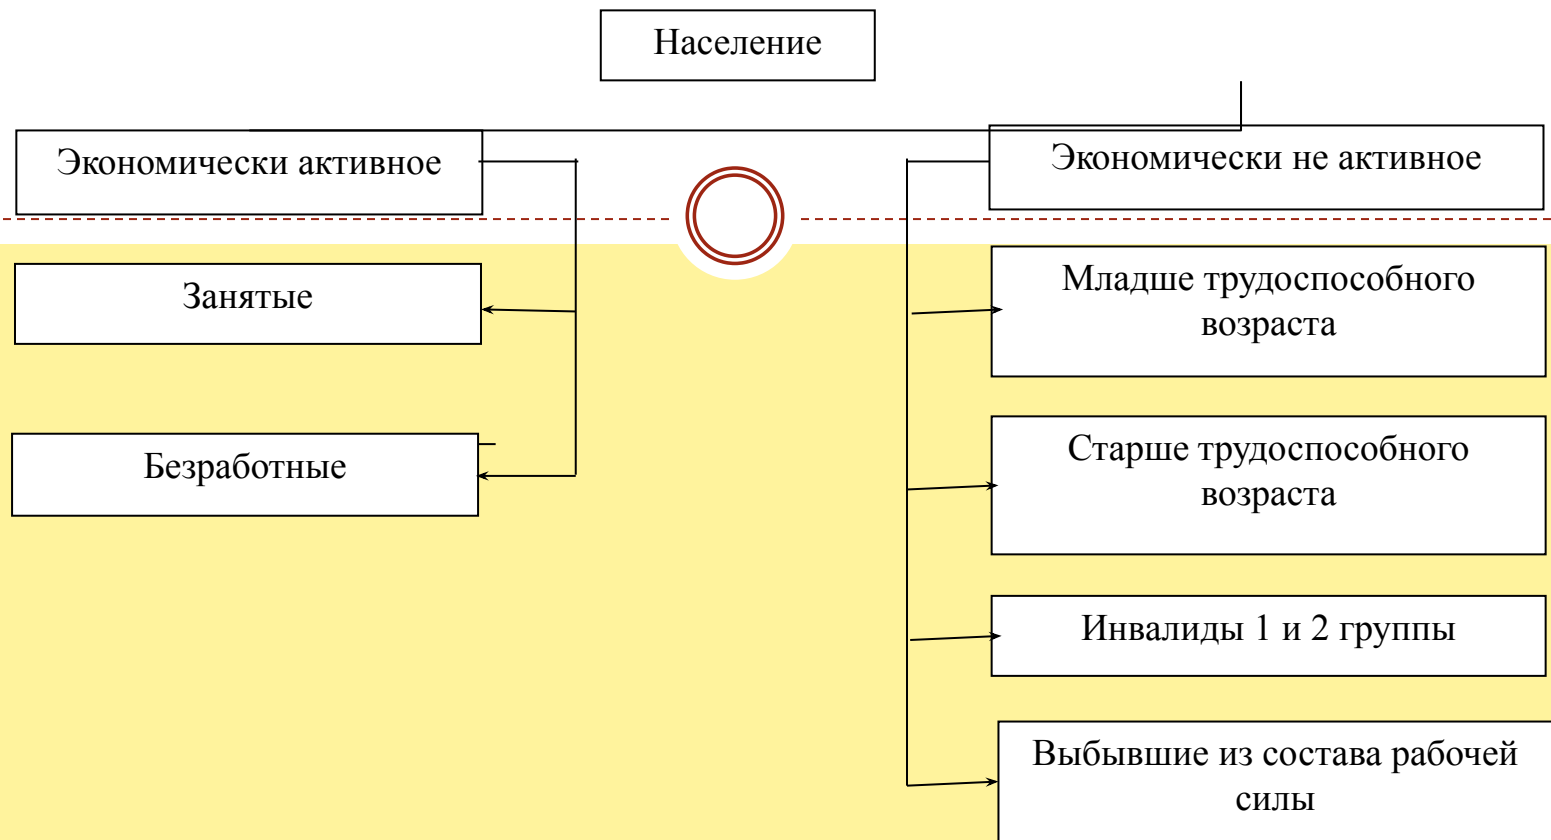 Население
Экономически активное
Экономически не активное
Занятые
Младше трудоспособного
возраста
Безработные
Старше трудоспособного
возраста
Инвалиды 1 и 2 группы
Выбывшие из состава рабочей
силы